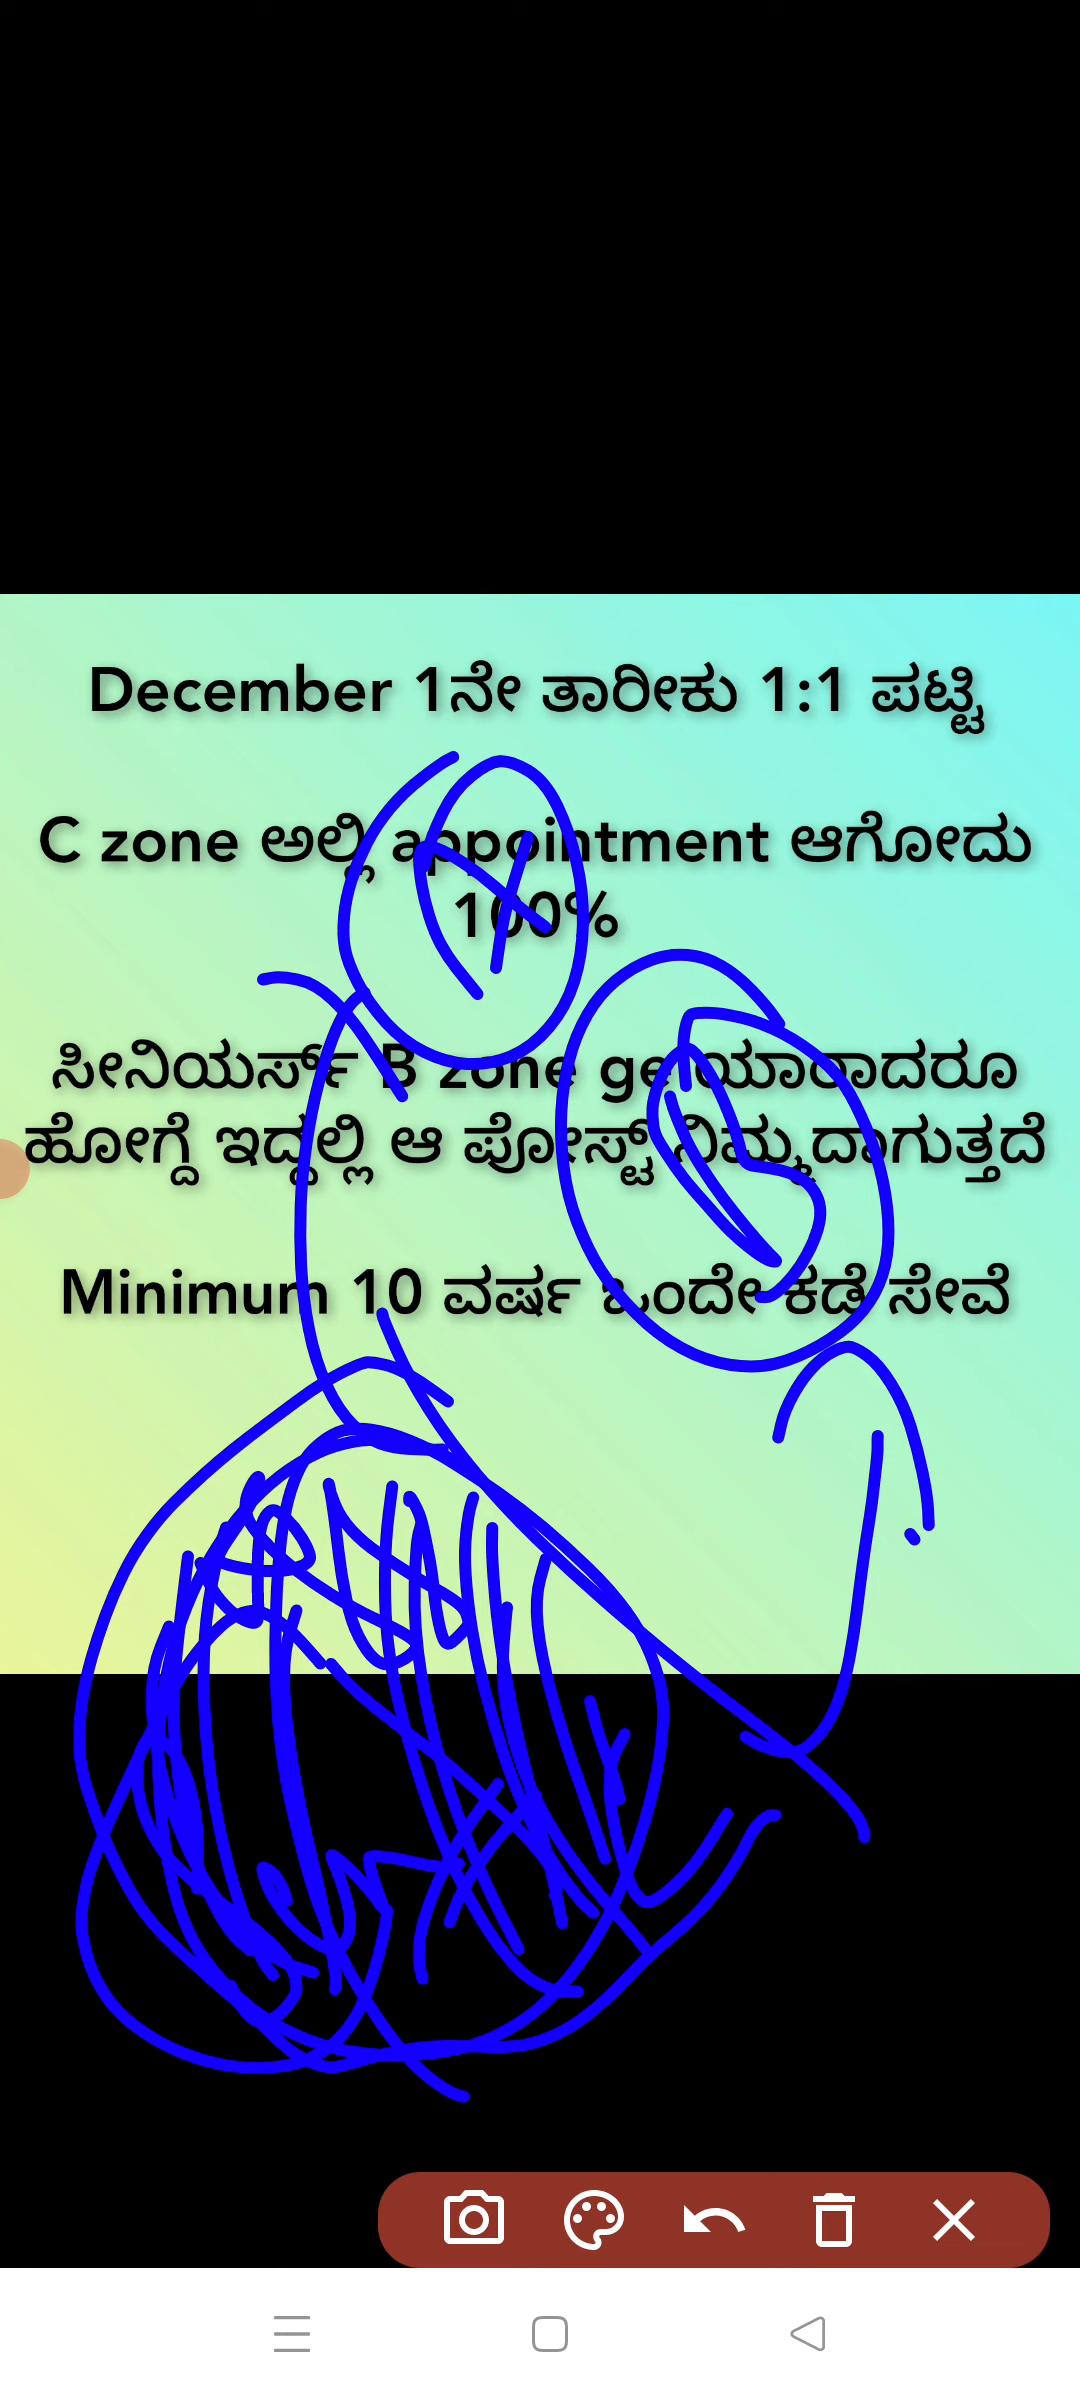 December 1ನೇ ತಾರೀಕು 1:1 ಪಟ್ಟಿ
C zone ಅಲ್ಲಿ appointment ಆಗೋದು
100%
ಸೀನಿಯರ್ಸ್ B zone ge ಯಾರಾದರೂ
ಹೋಗ್ದೆ ಇದ್ದಲ್ಲಿ ಆ ಪೋಸ್ಟ್ ನಿಮ್ಮದಾಗುತ್ತದೆ
Minimum 10 ವರ್ಷ ಒಂದೇ ಕಡೆ ಸೇವೆ